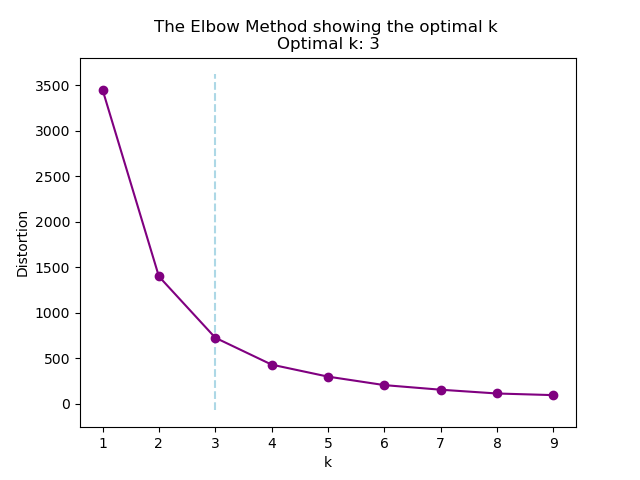 The Elbow Method showing the optimal k
Optimal k: 3
3500
3000
2500
2000
1500
1000
500
0
Distortion
1 2 3 4 5 6 7 8 9
k